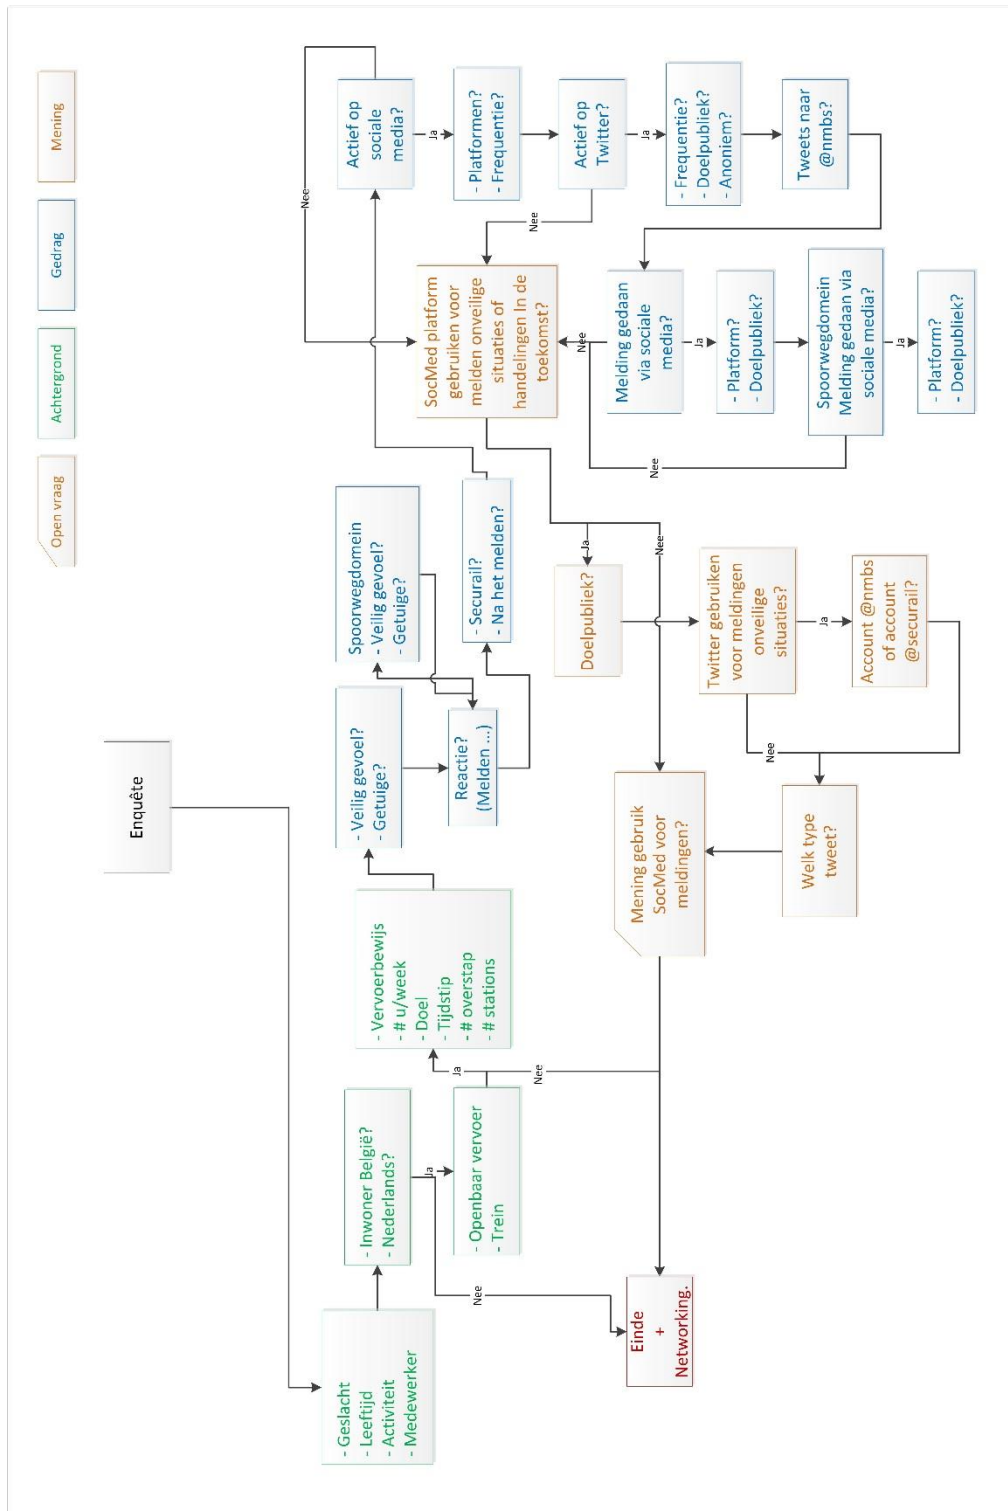 Enquête
Open vraag
Achtergrond
Gedrag
Mening
- Geslacht
- Leeftijd
- Activiteit
- Medewerker
- Inwoner België?
- Nederlands?
Ja
Nee
- Openbaar vervoer
- Trein
Ja
Nee
- Vervoerbewijs
- # u/week
- Doel
- Tijdstip
- # overstap
- # stations
- Veilig gevoel?
- Getuige?
Reactie?
(Melden ...)
Spoorwegdomein
- Veilig gevoel?
- Getuige?
- Securail?
- Na het melden?
Actief op
sociale
media?
Nee
Ja
- Platformen?
- Frequentie?
Actief op
Twitter?
Nee
Ja
- Frequentie?
- Doelpubliek?
- Anoniem?
Tweets naar
@nmbs?
Melding gedaan
via sociale
media?
Nee
Ja
- Platform?
- Doelpubliek?
Spoorwegdomein
Melding gedaan via
sociale media?
Nee
Ja
- Platform?
- Doelpubliek?
SocMed platform
gebruiken voor
melden onveilige
situaties of
handelingen In de
toekomst?
Ja
Nee
Doelpubliek?
Twitter gebruiken
voor meldingen
onveilige
situaties?
Ja
Nee
Account @nmbs
of account
@securail?
Welk type
tweet?
Mening gebruik
SocMed voor
meldingen?
Einde
+
Networking.